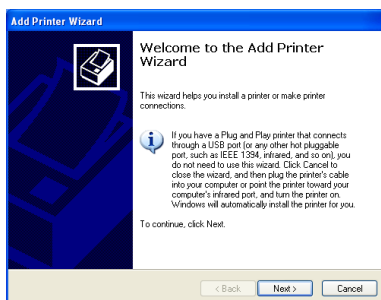 Add Printer Wizard
Welcome to the Add Printer
Wizard
This wizard helps you install a printer or make printer
connections.
If you have a Plug and Play printer that connects
through a USB port (or any other hot pluggable
port, such as IEEE 1394, infrared, and so on), you
do not need to use this wizard. Click Cancel to
close the wizard, and then plug the printer's cable
into your computer or point the printer toward your
computer's infrared port, and turn the printer on.
Windows will automatically install the printer for you.
To continue, click Next.
< Back Next > Cancel